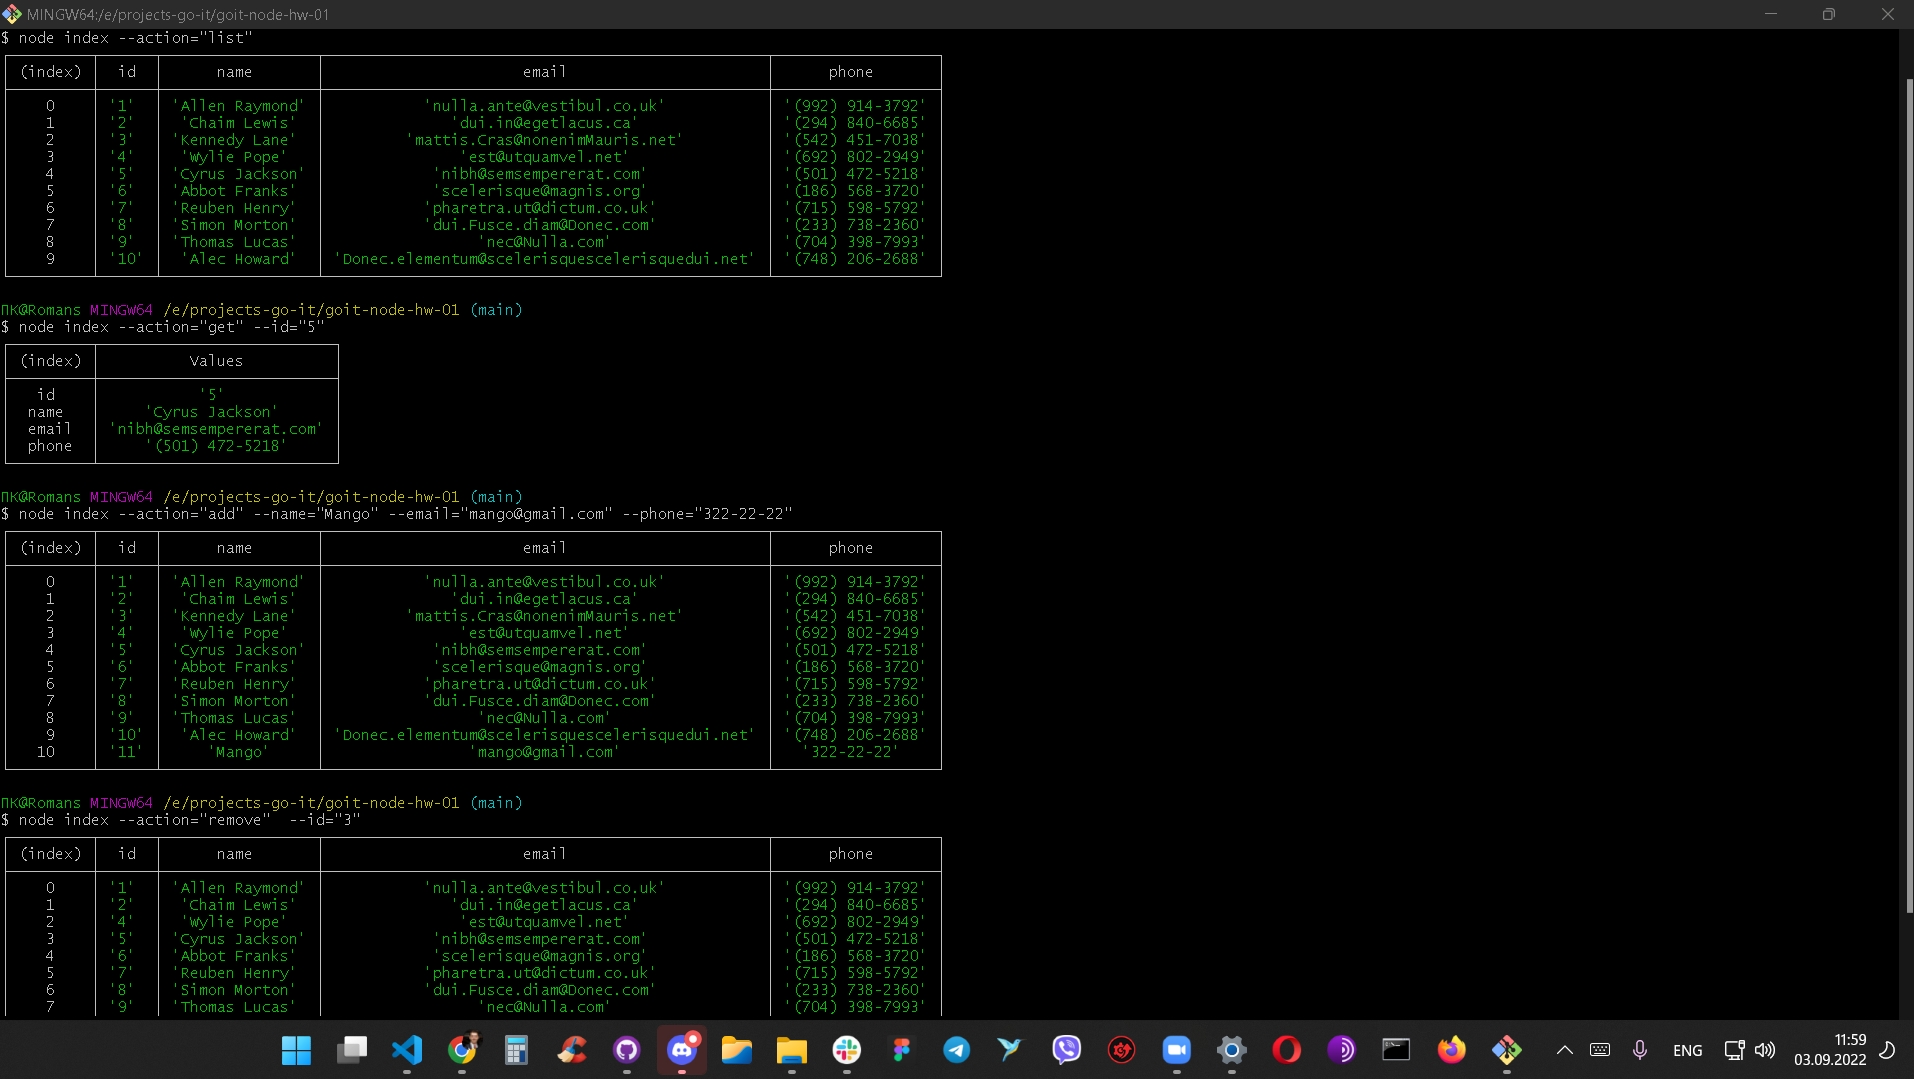 MINGW64:/e/projects-go-it/goit-node-hw-01
$ node index --action="list"
(index) id name email phone
0 '1' 'Allen Raymond' 'nulla.ante@vestibul.co.uk' '(992) 914-3792'
1 '2' 'Chaim Lewis' 'dui.in@egetlacus.ca' '(294) 840-6685'
2 '3' 'Kennedy Lane' 'mattis.Cras@nonenimMauris.net' '(542) 451-7038'
3 '4' 'Wylie Pope' 'est@utquamvel.net' '(692) 802-2949'
4 '5' 'Cyrus Jackson' 'nibh@semsempererat.com' '(501) 472-5218'
5 '6' 'Abbot Franks' 'scelerisque@magnis.org' '(186) 568-3720'
6 '7' 'Reuben Henry' 'pharetra.ut@dictum.co.uk' '(715) 598-5792'
7 '8' 'Simon Morton' 'dui.Fusce.diam@Donec.com' '(233) 738-2360'
8 '9' 'Thomas Lucas' 'nec@Nulla.com' '(704) 398-7993'
9 '10' 'Alec Howard' 'Donec.elementum@scelerisquescelerisquedui.net' '(748) 206-2688'
ПК@Romans MINGW64 /e/projects-go-it/goit-node-hw-01 (main)
$ node index --action="get" --id="5"
(index) Values
id '5'
name 'Cyrus Jackson'
email 'nibh@semsempererat.com'
phone '(501) 472-5218'
ПК@Romans MINGW64 /e/projects-go-it/goit-node-hw-01 (main)
$ node index --action="add" --name="Mango" --email="mango@gmail.com" --phone="322-22-22"
(index) id name email phone
0 '1' 'Allen Raymond' 'nulla.ante@vestibul.co.uk' '(992) 914-3792'
1 '2' 'Chaim Lewis' 'dui.in@egetlacus.ca' '(294) 840-6685'
2 '3' 'Kennedy Lane' 'mattis.Cras@nonenimMauris.net' '(542) 451-7038'
3 '4' 'Wylie Pope' 'est@utquamvel.net' '(692) 802-2949'
4 '5' 'Cyrus Jackson' 'nibh@semsempererat.com' '(501) 472-5218'
5 '6' 'Abbot Franks' 'scelerisque@magnis.org' '(186) 568-3720'
6 '7' 'Reuben Henry' 'pharetra.ut@dictum.co.uk' '(715) 598-5792'
7 '8' 'Simon Morton' 'dui.Fusce.diam@Donec.com' '(233) 738-2360'
8 '9' 'Thomas Lucas' 'nec@Nulla.com' '(704) 398-7993'
9 '10' 'Alec Howard' 'Donec.elementum@scelerisquescelerisquedui.net' '(748) 206-2688'
10 '11' 'Mango' 'mango@gmail.com' '322-22-22'
ПК@Romans MINGW64 /e/projects-go-it/goit-node-hw-01 (main)
$ node index --action="remove"  --id="3"
(index) id name email phone
0 '1' 'Allen Raymond' 'nulla.ante@vestibul.co.uk' '(992) 914-3792'
1 '2' 'Chaim Lewis' 'dui.in@egetlacus.ca' '(294) 840-6685'
2 '4' 'Wylie Pope' 'est@utquamvel.net' '(692) 802-2949'
3 '5' 'Cyrus Jackson' 'nibh@semsempererat.com' '(501) 472-5218'
4 '6' 'Abbot Franks' 'scelerisque@magnis.org' '(186) 568-3720'
5 '7' 'Reuben Henry' 'pharetra.ut@dictum.co.uk' '(715) 598-5792'
6 '8' 'Simon Morton' 'dui.Fusce.diam@Donec.com' '(233) 738-2360'
7 '9' 'Thomas Lucas' 'nec@Nulla.com' '(704) 398-7993'
ENG
11:59
03.09.2022